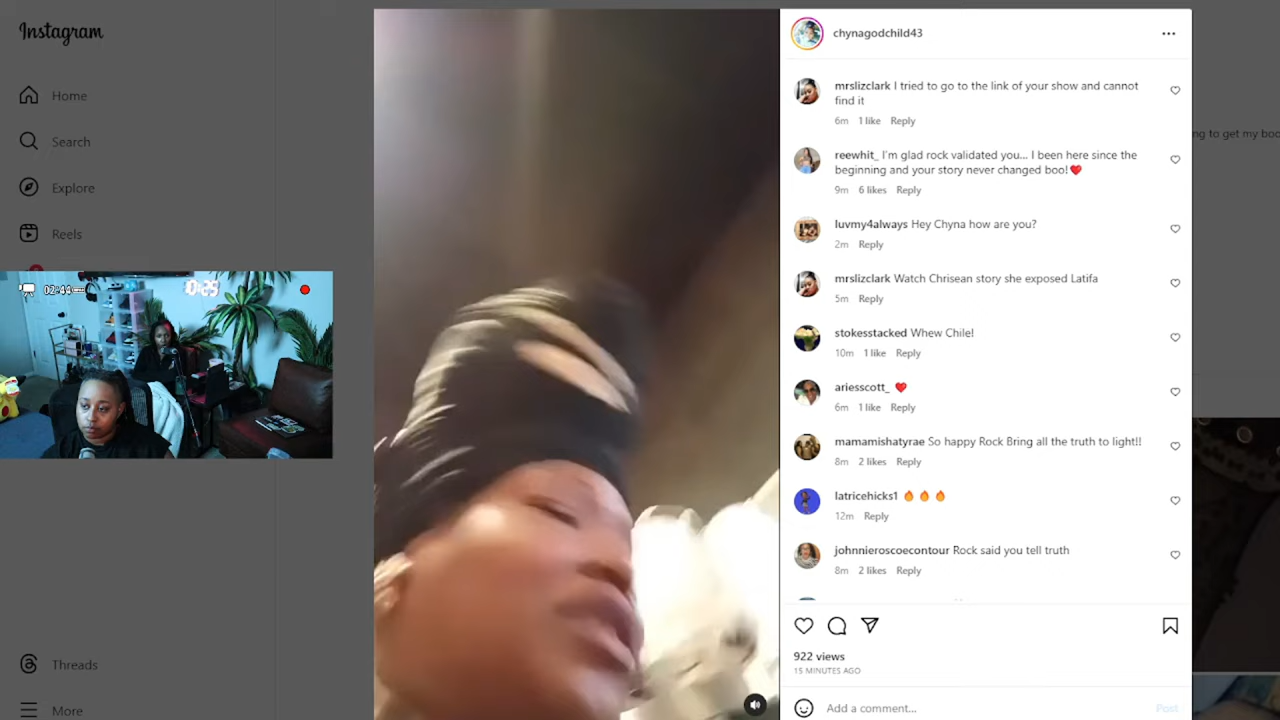 Instagram
Home
Search
Explore
Reels
02:44
0:25
Threads
More
chynagodchild43
mrslizclark I tried to go to the link of your show and cannot
find it
6m 1 like Reply
reewhit_ I'm glad rock validated you... I been here since the
beginning and your story never changed boo!❤️
9m 6 likes Reply
luvmy4always Hey Chyna how are you?
2m Reply
mrslizclark Watch Chrisean story she exposed Latifa
5m Reply
stokesstacked Whew Chile!
10m 1 like Reply
ariesscott_ ❤️
6m 1 like Reply
mamamishatyrae So happy Rock Bring all the truth to light!!
8m 2 likes Reply
latricehicks1 🔥🔥🔥
12m Reply
johnnieroscoecontour Rock said you tell truth
8m 2 likes Reply
922 views
15 MINUTES AGO
Add a comment...
Post
ng to get my boo